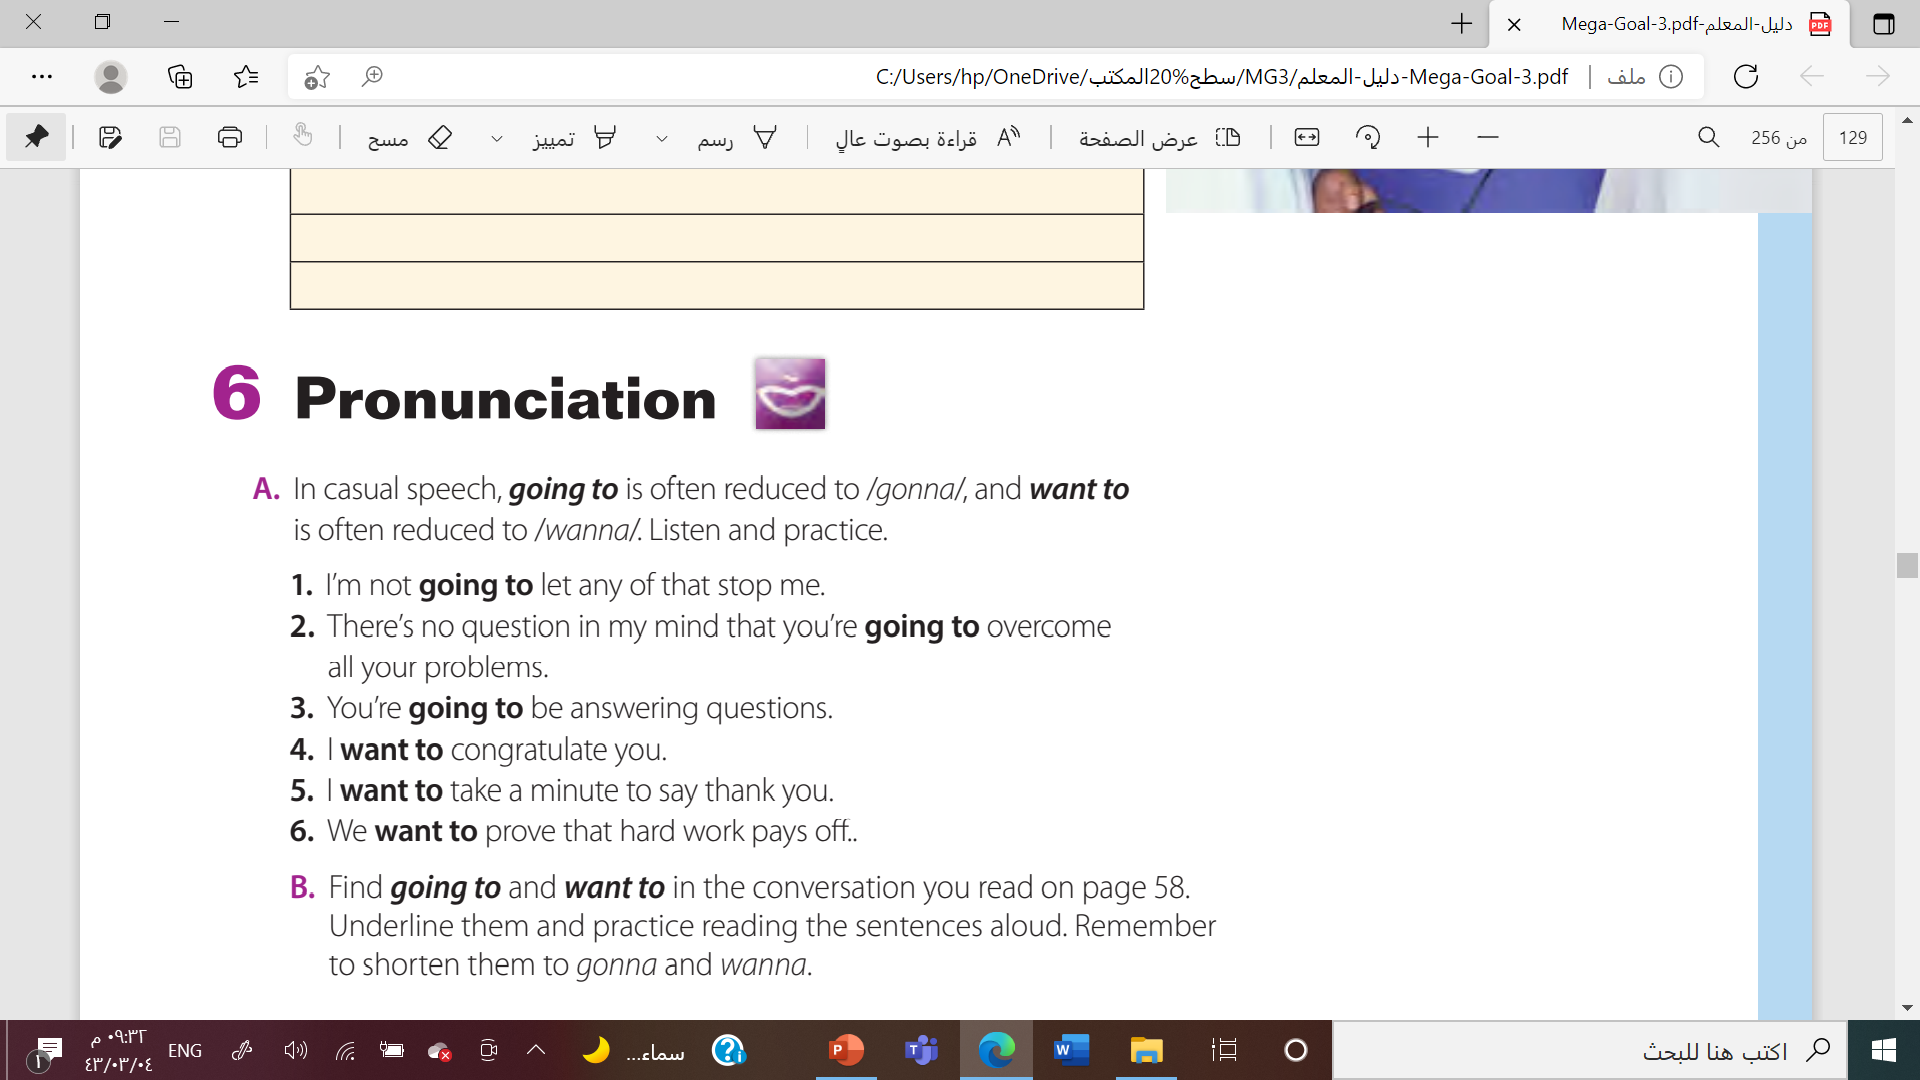 دليل-المعلم-Mega-Goal-3.pdf
PDF
ملف
C:/Users/hp/OneDrive/سطح%20المكتب/MG3/دليل-المعلم-Mega-Goal-3.pdf
129
من 256
عرض الصفحة
قراءة بصوت عالٍ
رسم
تمييز
مسح
6 Pronunciation
A. In casual speech, going to is often reduced to /gonna/, and want to
is often reduced to /wanna/. Listen and practice.
1. I’m not going to let any of that stop me.
2. There’s no question in my mind that you’re going to overcome
all your problems.
3. You’re going to be answering questions.
4. I want to congratulate you.
5. I want to take a minute to say thank you.
6. We want to prove that hard work pays off..
B. Find going to and want to in the conversation you read on page 58.
Underline them and practice reading the sentences aloud. Remember
to shorten them to gonna and wanna.
اكتب هنا للبحث
سماء...
ENG
٠٩:٣٢ م
٤٣/٠٣/٠٤
١